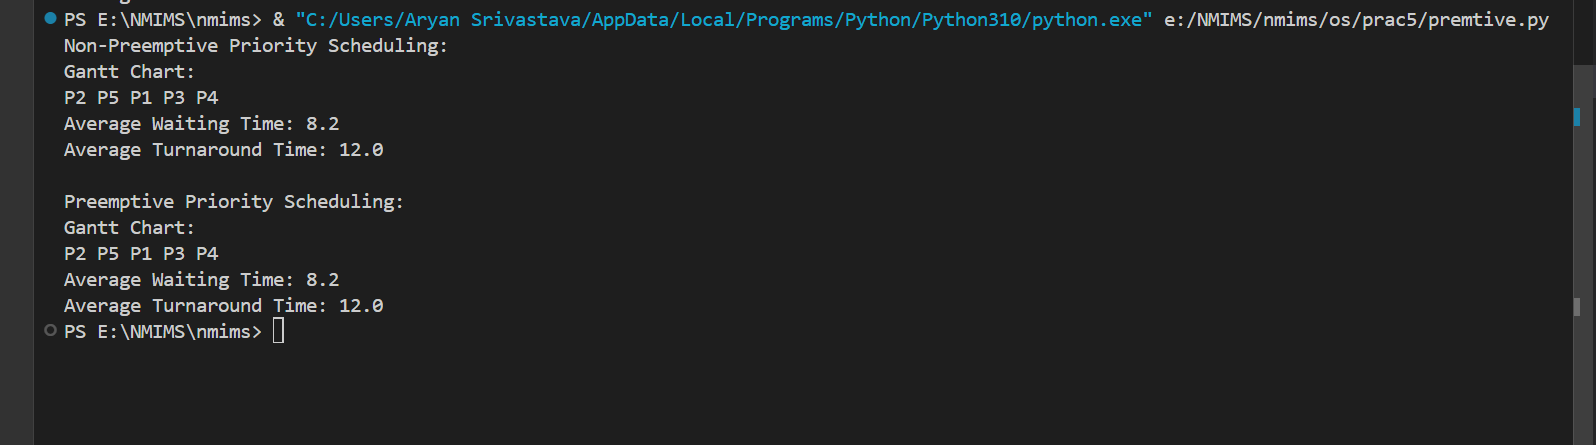 PS E:\NMIMS\nmims> & "C:/Users/Aryan Srivastava/AppData/Local/Programs/Python/Python310/python.exe" e:/NMIMS/nmims/os/prac5/premtive.py
Non-Preemptive Priority Scheduling:
Gantt Chart:
P2 P5 P1 P3 P4
Average Waiting Time: 8.2
Average Turnaround Time: 12.0

Preemptive Priority Scheduling:
Gantt Chart:
P2 P5 P1 P3 P4
Average Waiting Time: 8.2
Average Turnaround Time: 12.0
PS E:\NMIMS\nmims>